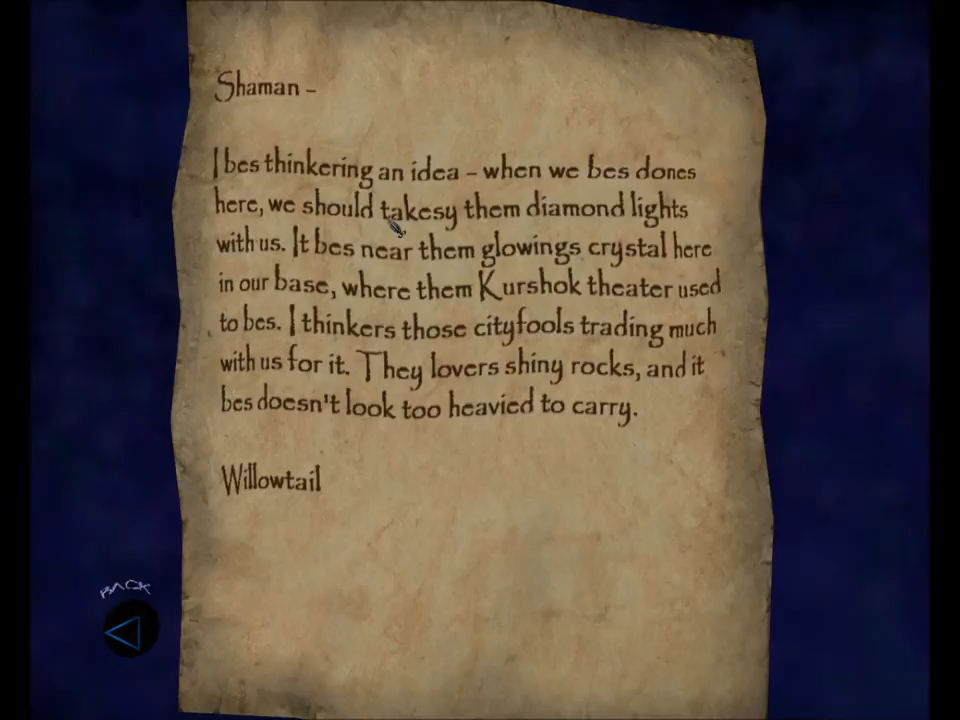 Shaman -
I bes thinkering an idea - when we bes dones
here, we should takesy them diamond lights
with us. It bes near them glowings crystal here
in our base, where them Kurshok theater used
to bes. I thinkers those cityfools trading much
with us for it. They lovers shiny rocks, and it
bes doesn't look too heavied to carry.
Willowtail
BACK